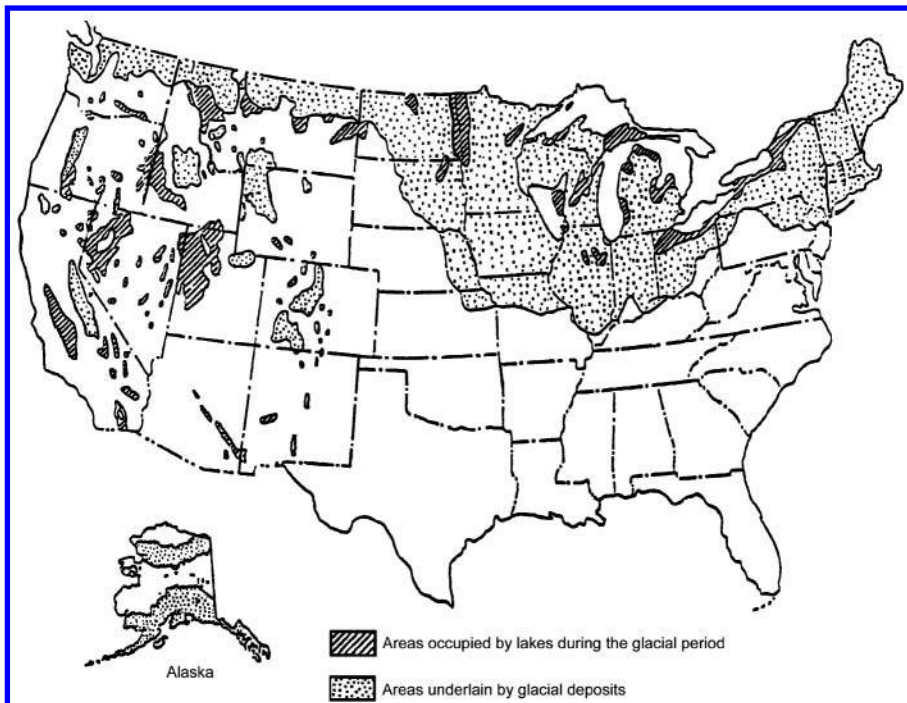 Areas occupied by lakes during the glacial period
Alaska
Areas underlain by glacial deposits